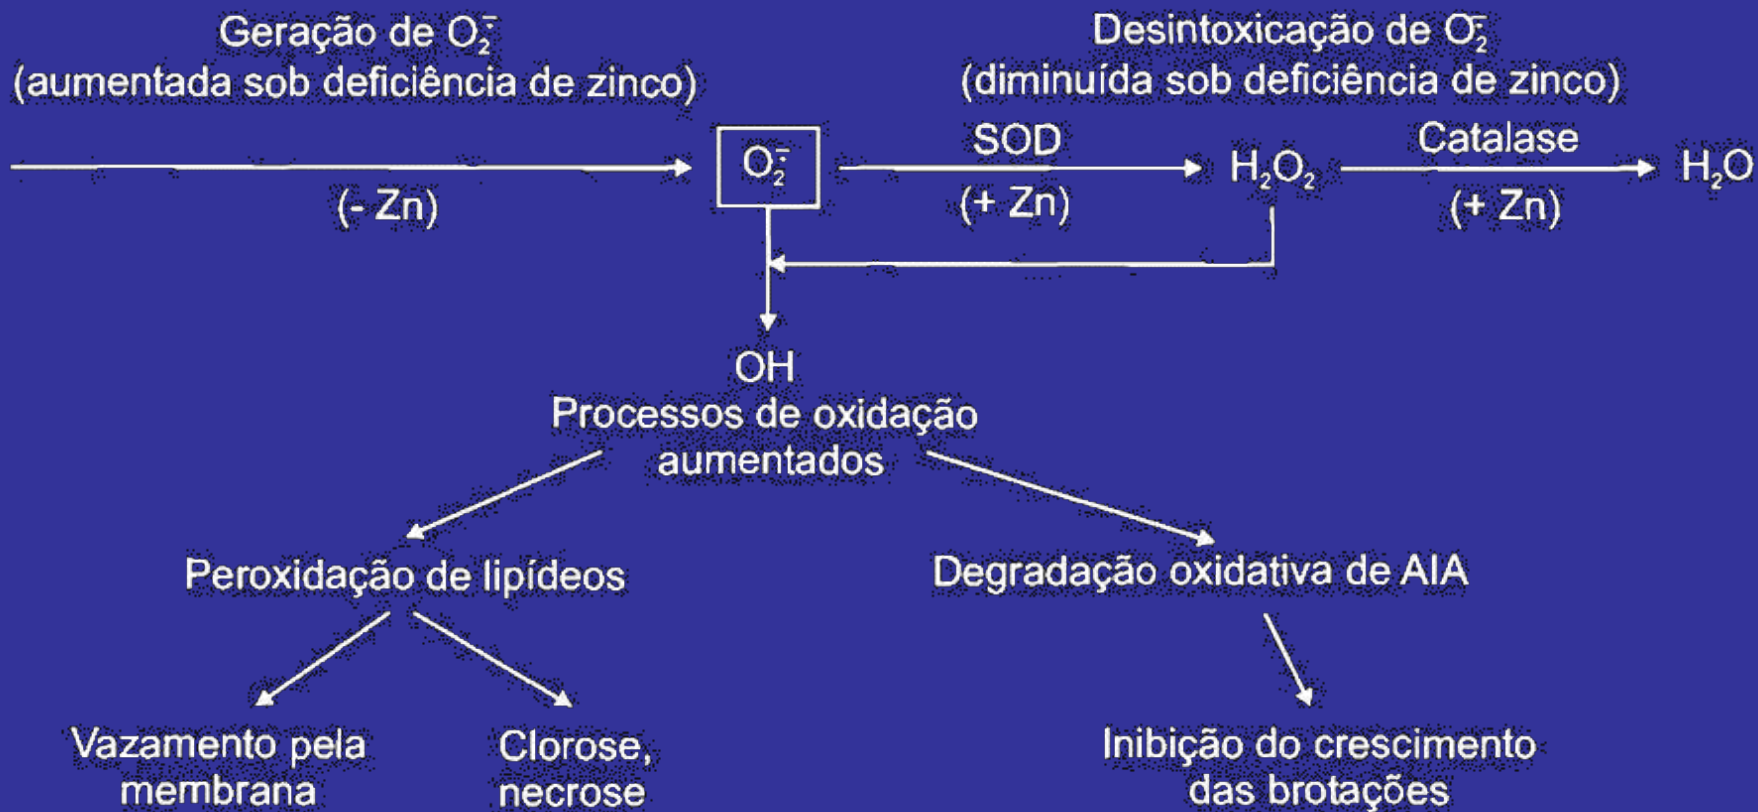 Geração de O₂⁻̇
(aumentada sob deficiência de zinco)
Desintoxicação de O₂⁻̇
(diminuída sob deficiência de zinco)
(- Zn)
O₂⁻̇
SOD
(+ Zn)
H₂O₂
Catalase
(+ Zn)
H₂O
OH
Processos de oxidação
aumentados
Peroxidação de lipídeos
Degradação oxidativa de AIA
Vazamento pela
membrana
Clorose,
necrose
Inibição do crescimento
das brotações